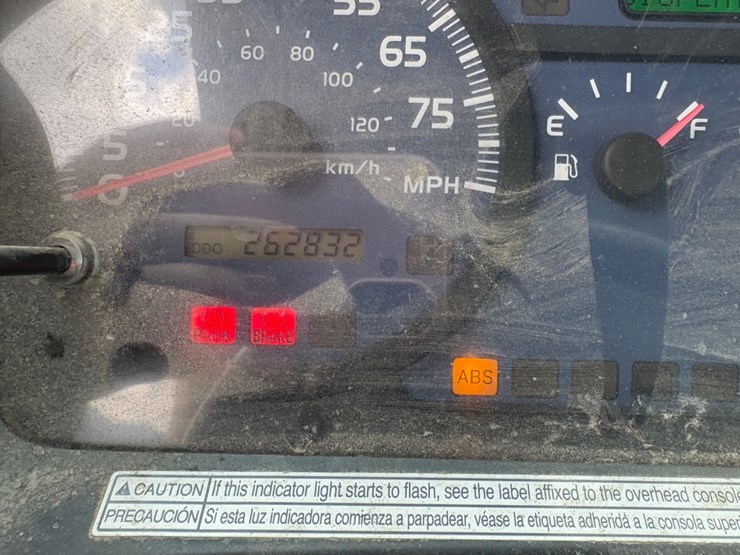 55
65
75
MPH
20
40
60
80
100
120
km/h
E
F
ODO 262832
BRAKE
ABS
CAUTION If this indicator light starts to flash, see the label affixed to the overhead console
PRECAUCIÓN Si esta luz indicadora comienza a parpadear, véase la etiqueta adherida a la consola